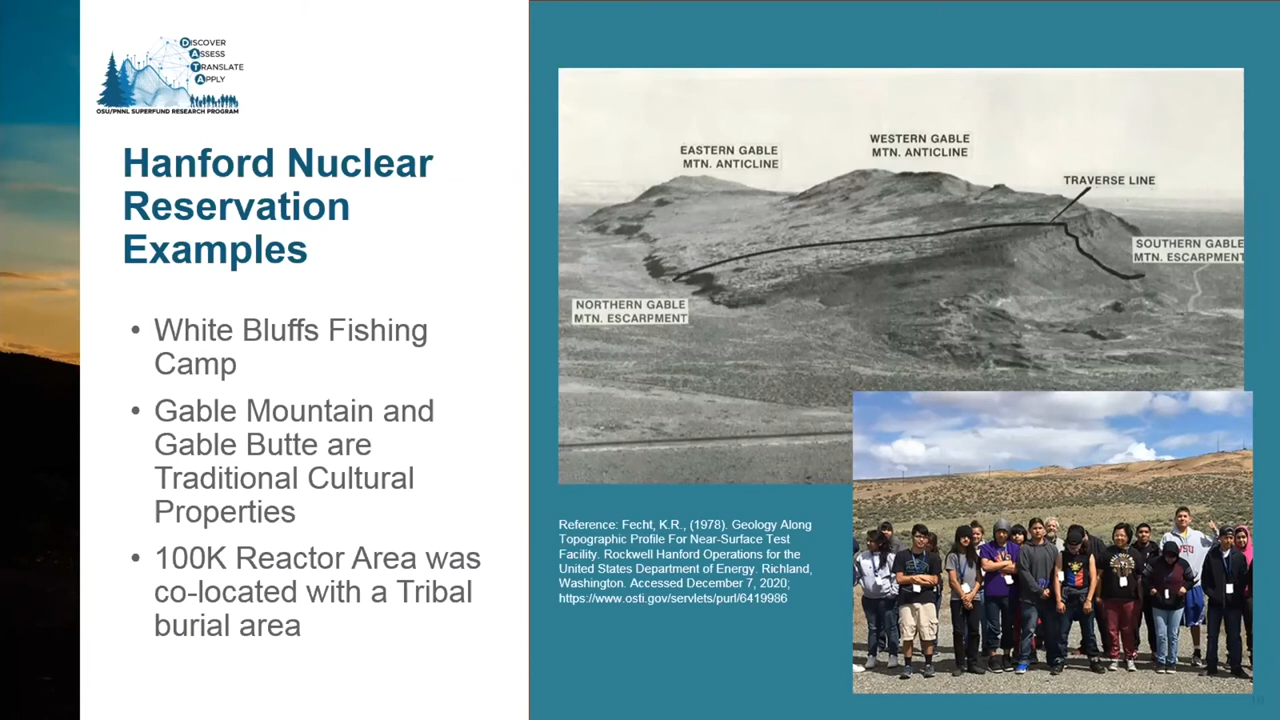 DISCOVER
ASSESS
TRANSLATE
APPLY
OSU/PNNL SUPERFUND RESEARCH PROGRAM
Hanford Nuclear
Reservation
Examples
• White Bluffs Fishing
Camp
• Gable Mountain and
Gable Butte are
Traditional Cultural
Properties
• 100K Reactor Area was
co-located with a Tribal
burial area
EASTERN GABLE
MTN. ANTICLINE
WESTERN GABLE
MTN. ANTICLINE
TRAVERSE LINE
SOUTHERN GABLE
MTN. ESCARPMENT
NORTHERN GABLE
MTN. ESCARPMENT
Reference: Fecht, K.R., (1978). Geology Along
Topographic Profile For Near-Surface Test
Facility. Rockwell Hanford Operations for the
United States Department of Energy. Richland,
Washington. Accessed December 7, 2020;
https://www.osti.gov/servlets/purl/6419986